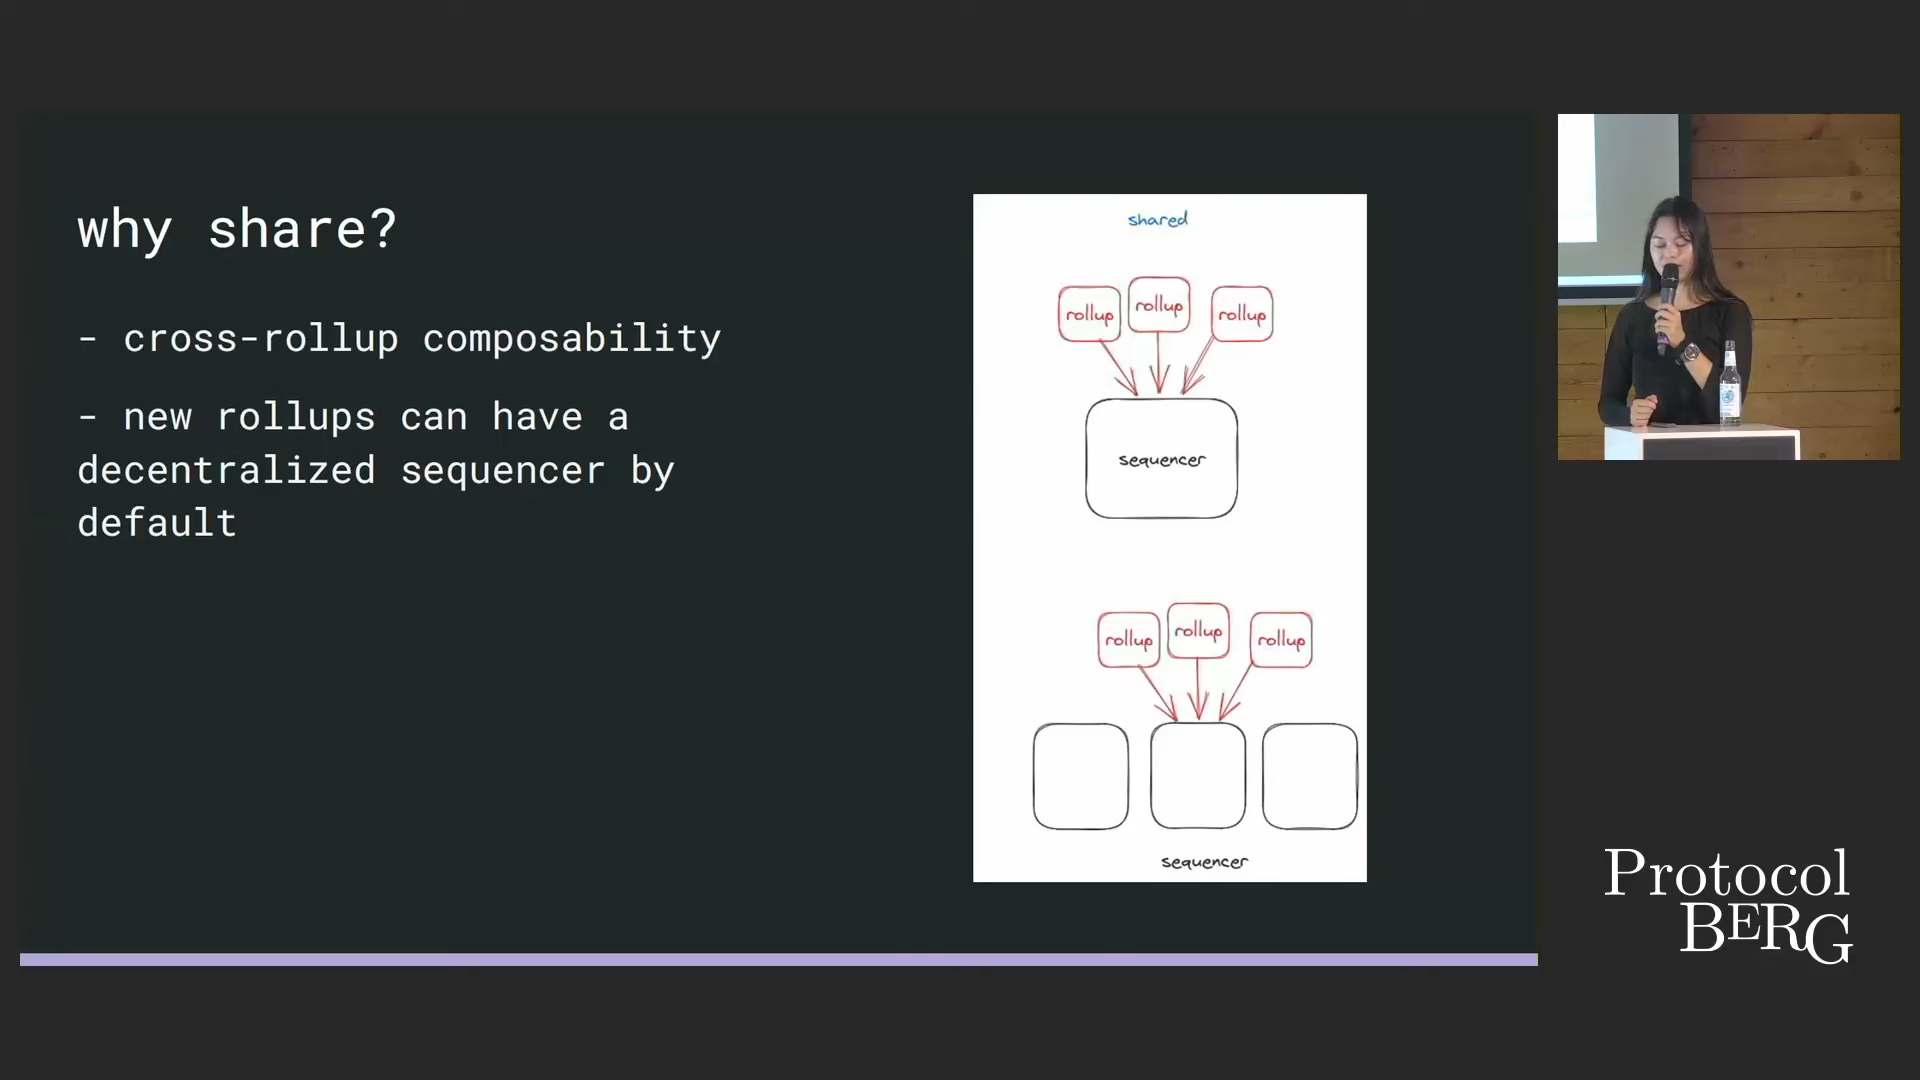 why share?
- cross-rollup composability
- new rollups can have a
decentralized sequencer by
default
shared
rollup
rollup
rollup
sequencer
rollup
rollup
rollup
sequencer
Protocol
BERG